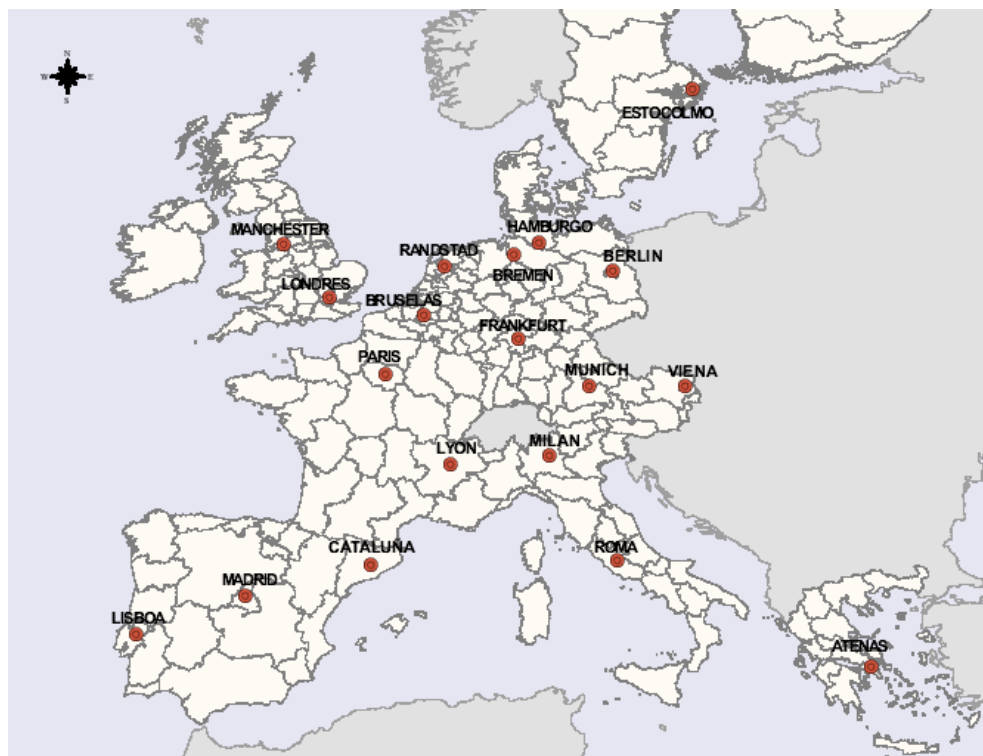 N
W E
S
ESTOCOLMO
MANCHESTER
HAMBURGO
RANDSTAD
BERLIN
BREMEN
LONDRES
BRUSELAS
FRANKFURT
PARIS
MUNICH
VIENA
LYON
MILAN
CATALUÑA
ROMA
MADRID
LISBOA
ATENAS